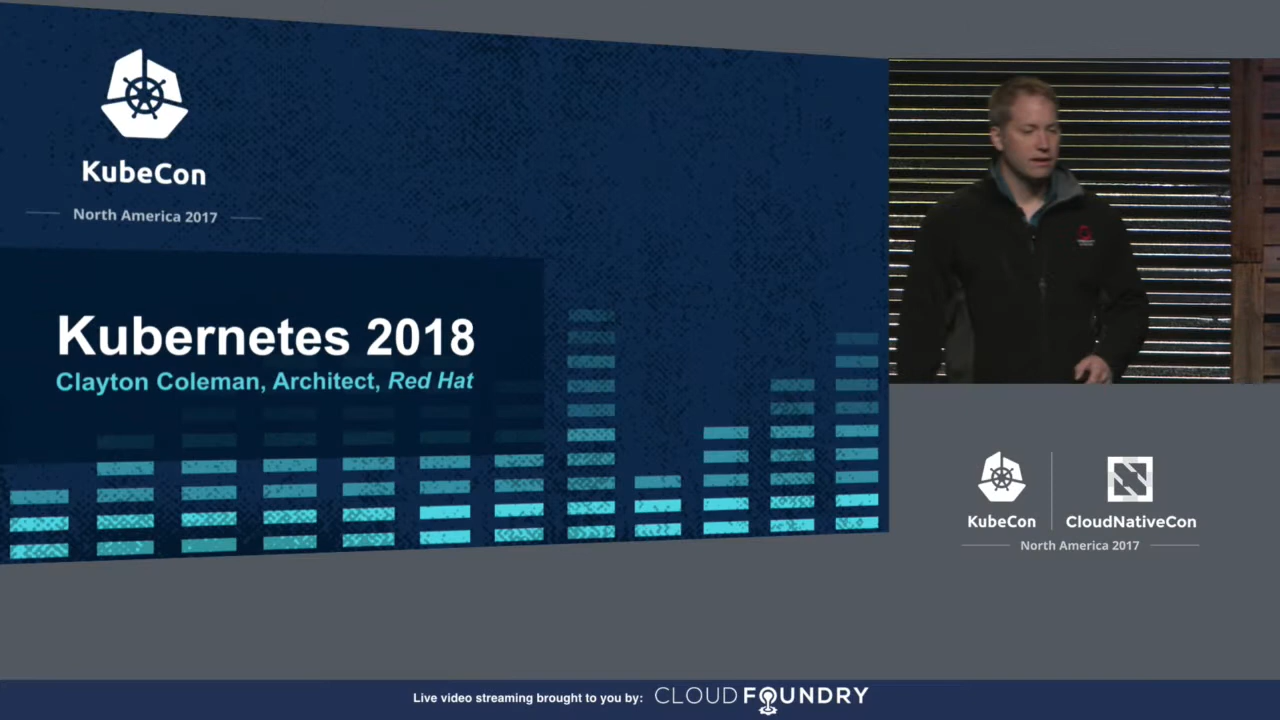 KubeCon
North America 2017
Kubernetes 2018
Clayton Coleman, Architect, Red Hat
KubeCon
CloudNativeCon
North America 2017
Live video streaming brought to you by: CLOUD FOUNDRY